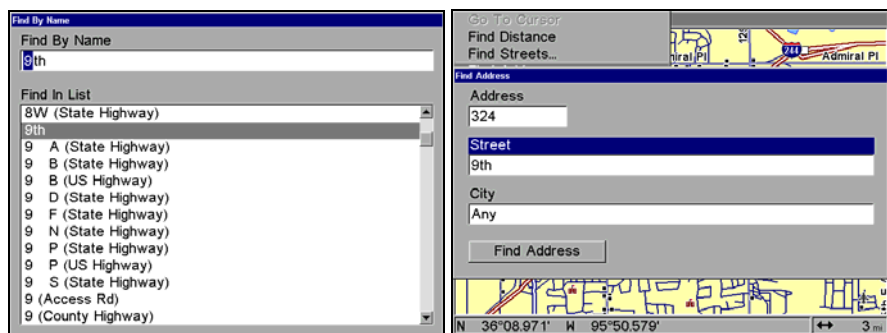 Find By Name
Find By Name
9th
Find In List
8W (State Highway)
9th
9 A (State Highway)
9 B (State Highway)
9 B (US Highway)
9 D (State Highway)
9 F (State Highway)
9 N (State Highway)
9 P (State Highway)
9 P (US Highway)
9 S (State Highway)
9 (Access Rd)
9 (County Highway)
Go To Cursor
Find Distance
Find Streets...
129
niral Pl
244
Admiral Pl
Find Address
Address
324
Street
9th
City
Any
Find Address
N 36°08.971' W 95°50.579' ↔ 3 mi